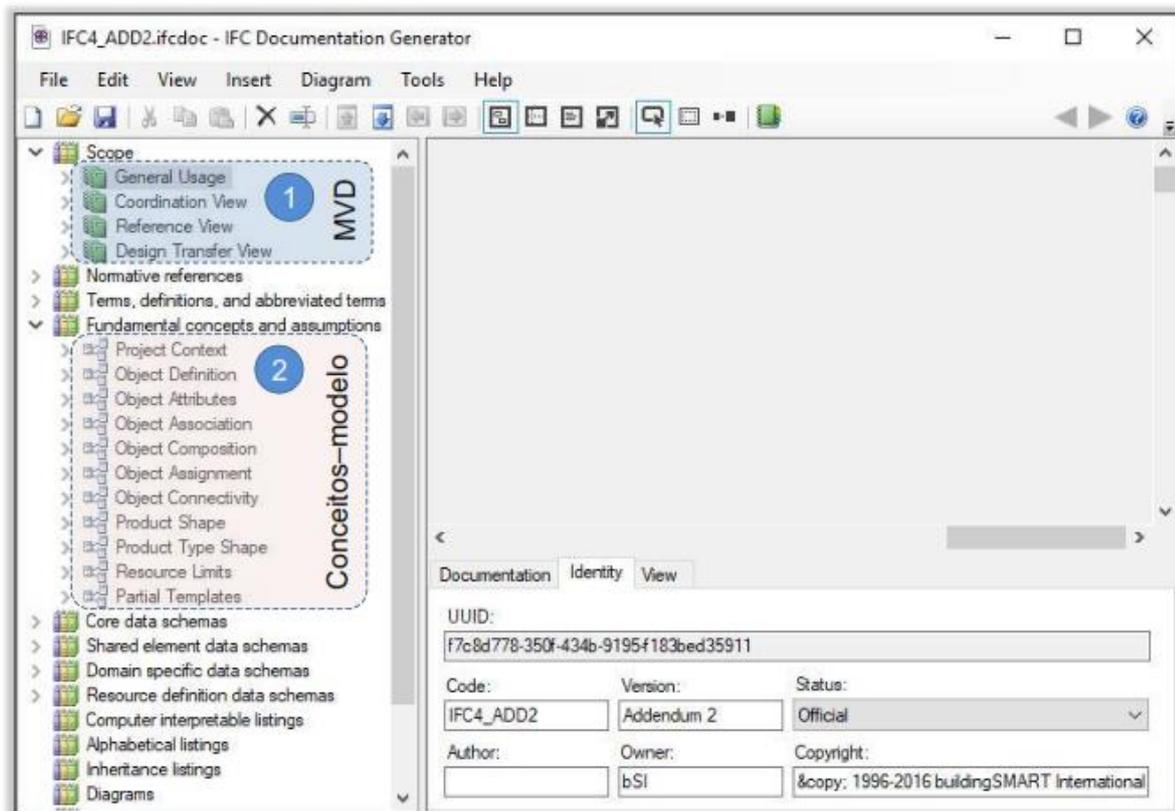 IFC4_ADD2.ifcdoc - IFC Documentation Generator
File Edit View Insert Diagram Tools Help
Scope
General Usage
Coordination View
Reference View
Design Transfer View
1
MVD
Normative references
Terms, definitions, and abbreviated terms
Fundamental concepts and assumptions
Project Context
Object Definition
Object Attributes
Object Association
Object Composition
Object Assignment
Object Connectivity
Product Shape
Product Type Shape
Resource Limits
Partial Templates
2
Conceitos–modelo
Core data schemas
Shared element data schemas
Domain specific data schemas
Resource definition data schemas
Computer interpretable listings
Alphabetical listings
Inheritance listings
Diagrams
Documentation Identity View
UUID:
f7c8d778-350f-434b-9195-f183bed35911
Code: Version: Status:
IFC4_ADD2 Addendum 2 Official
Author: Owner: Copyright:
bSI &copy; 1996-2016 buildingSMART International